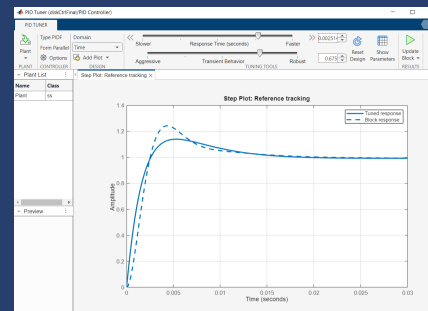 PID Tuner (diskCtrlFinal/PID Controller)
PID TUNER
Plant
Type PIDF
Form Parallel
Options
Domain
Time
Add Plot
Slower
Response Time (seconds)
Faster
0.00251
Aggressive
Transient Behavior
Robust
0.675
Reset
Design
Show
Parameters
Update
Block
PLANT
CONTROLLER
DESIGN
TUNING TOOLS
RESULTS
Plant List
Name Class
Plant ss
Preview
Step Plot: Reference tracking ×
Step Plot: Reference tracking
Tuned response
Block response
Amplitude
1.4
1.2
1
0.8
0.6
0.4
0.2
0
0 0.005 0.01 0.015 0.02 0.025 0.03
Time (seconds)